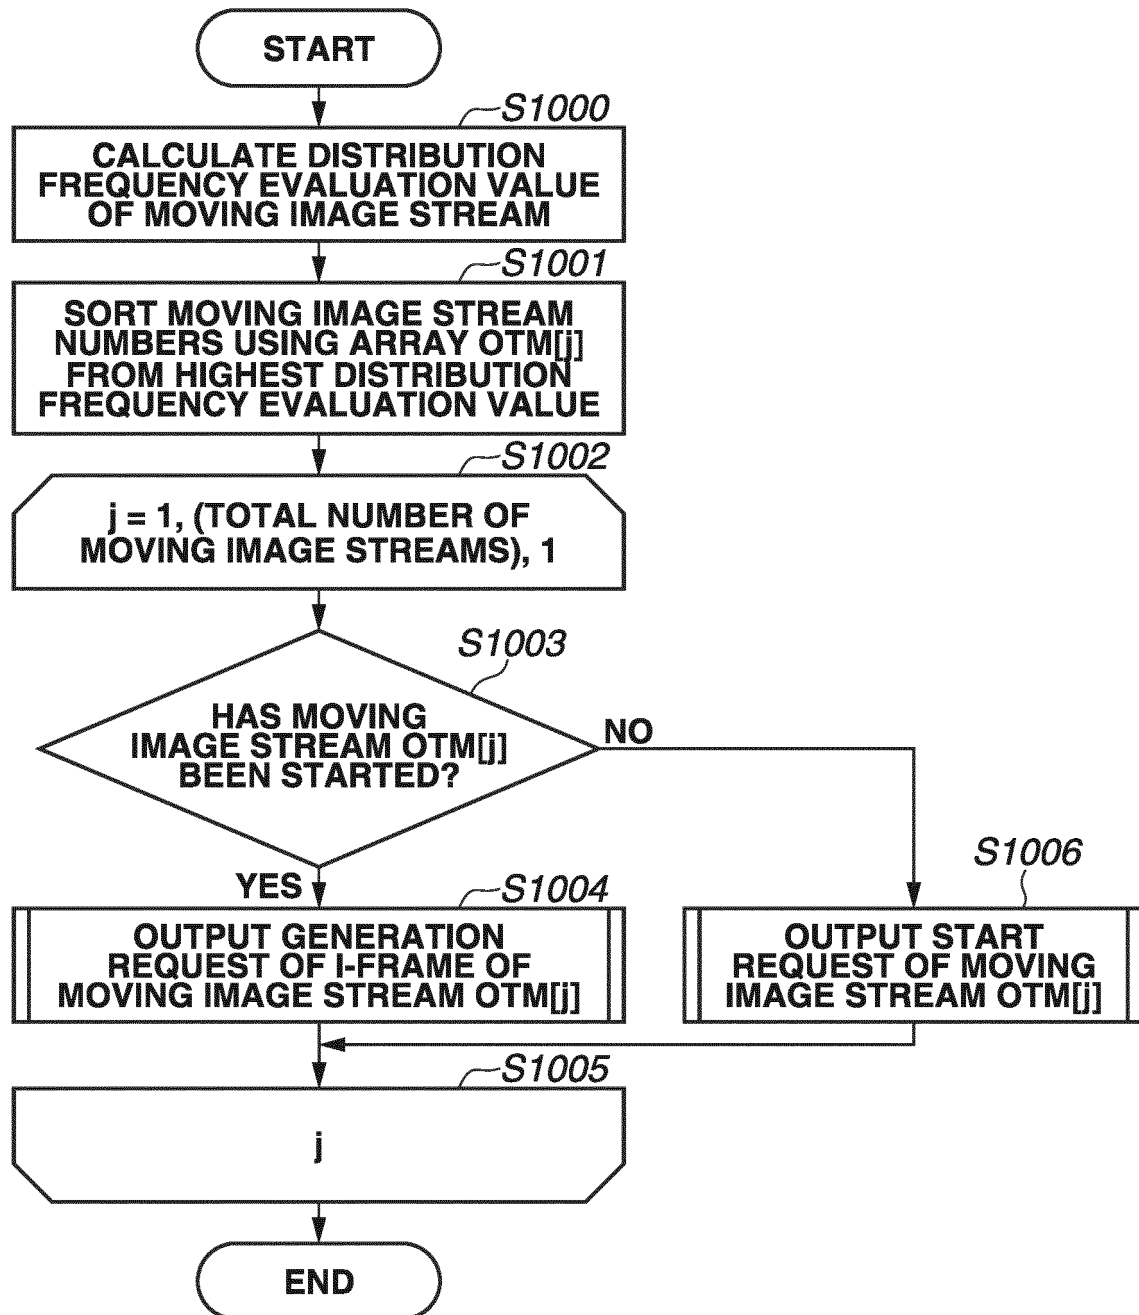 START
S1000
CALCULATE DISTRIBUTION
FREQUENCY EVALUATION VALUE
OF MOVING IMAGE STREAM
S1001
SORT MOVING IMAGE STREAM
NUMBERS USING ARRAY OTM[j]
FROM HIGHEST DISTRIBUTION
FREQUENCY EVALUATION VALUE
S1002
j = 1, (TOTAL NUMBER OF
MOVING IMAGE STREAMS), 1
S1003
HAS MOVING
IMAGE STREAM OTM[j]
BEEN STARTED?
NO
YES
S1004
OUTPUT GENERATION
REQUEST OF I-FRAME OF
MOVING IMAGE STREAM OTM[j]
S1006
OUTPUT START
REQUEST OF MOVING
IMAGE STREAM OTM[j]
S1005
j
END